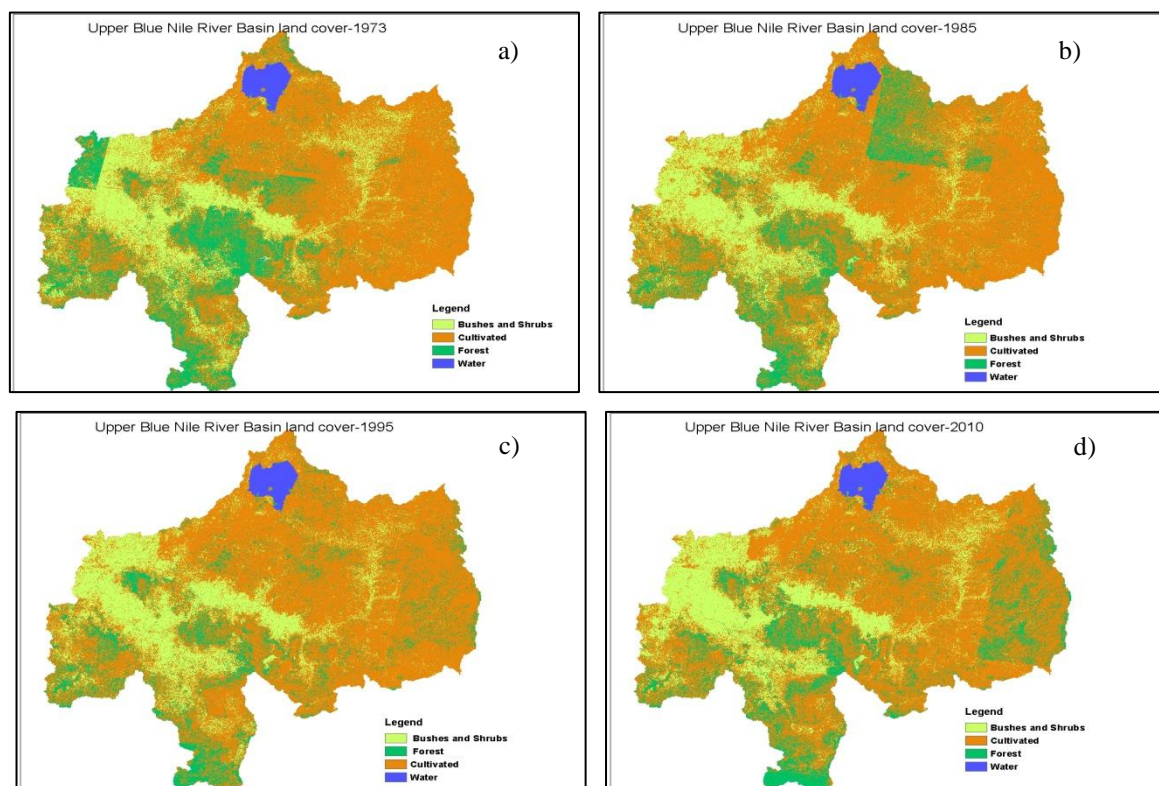 Upper Blue Nile River Basin land cover-1973
a)
Legend
Bushes and Shrubs
Cultivated
Forest
Water
Upper Blue Nile River Basin land cover-1985
b)
Legend
Bushes and Shrubs
Cultivated
Forest
Water
Upper Blue Nile River Basin land cover-1995
c)
Legend
Bushes and Shrubs
Forest
Cultivated
Water
Upper Blue Nile River Basin land cover-2010
d)
Legend
Bushes and Shrubs
Cultivated
Forest
Water